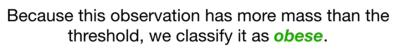 Because this observation has more mass than the
threshold, we classify it as obese.